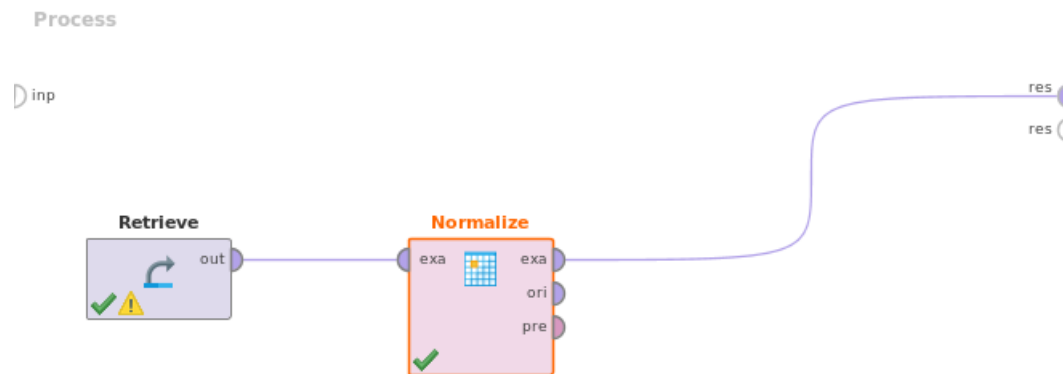 Process
inp
res
res
Retrieve
out
Normalize
exa
exa
ori
pre